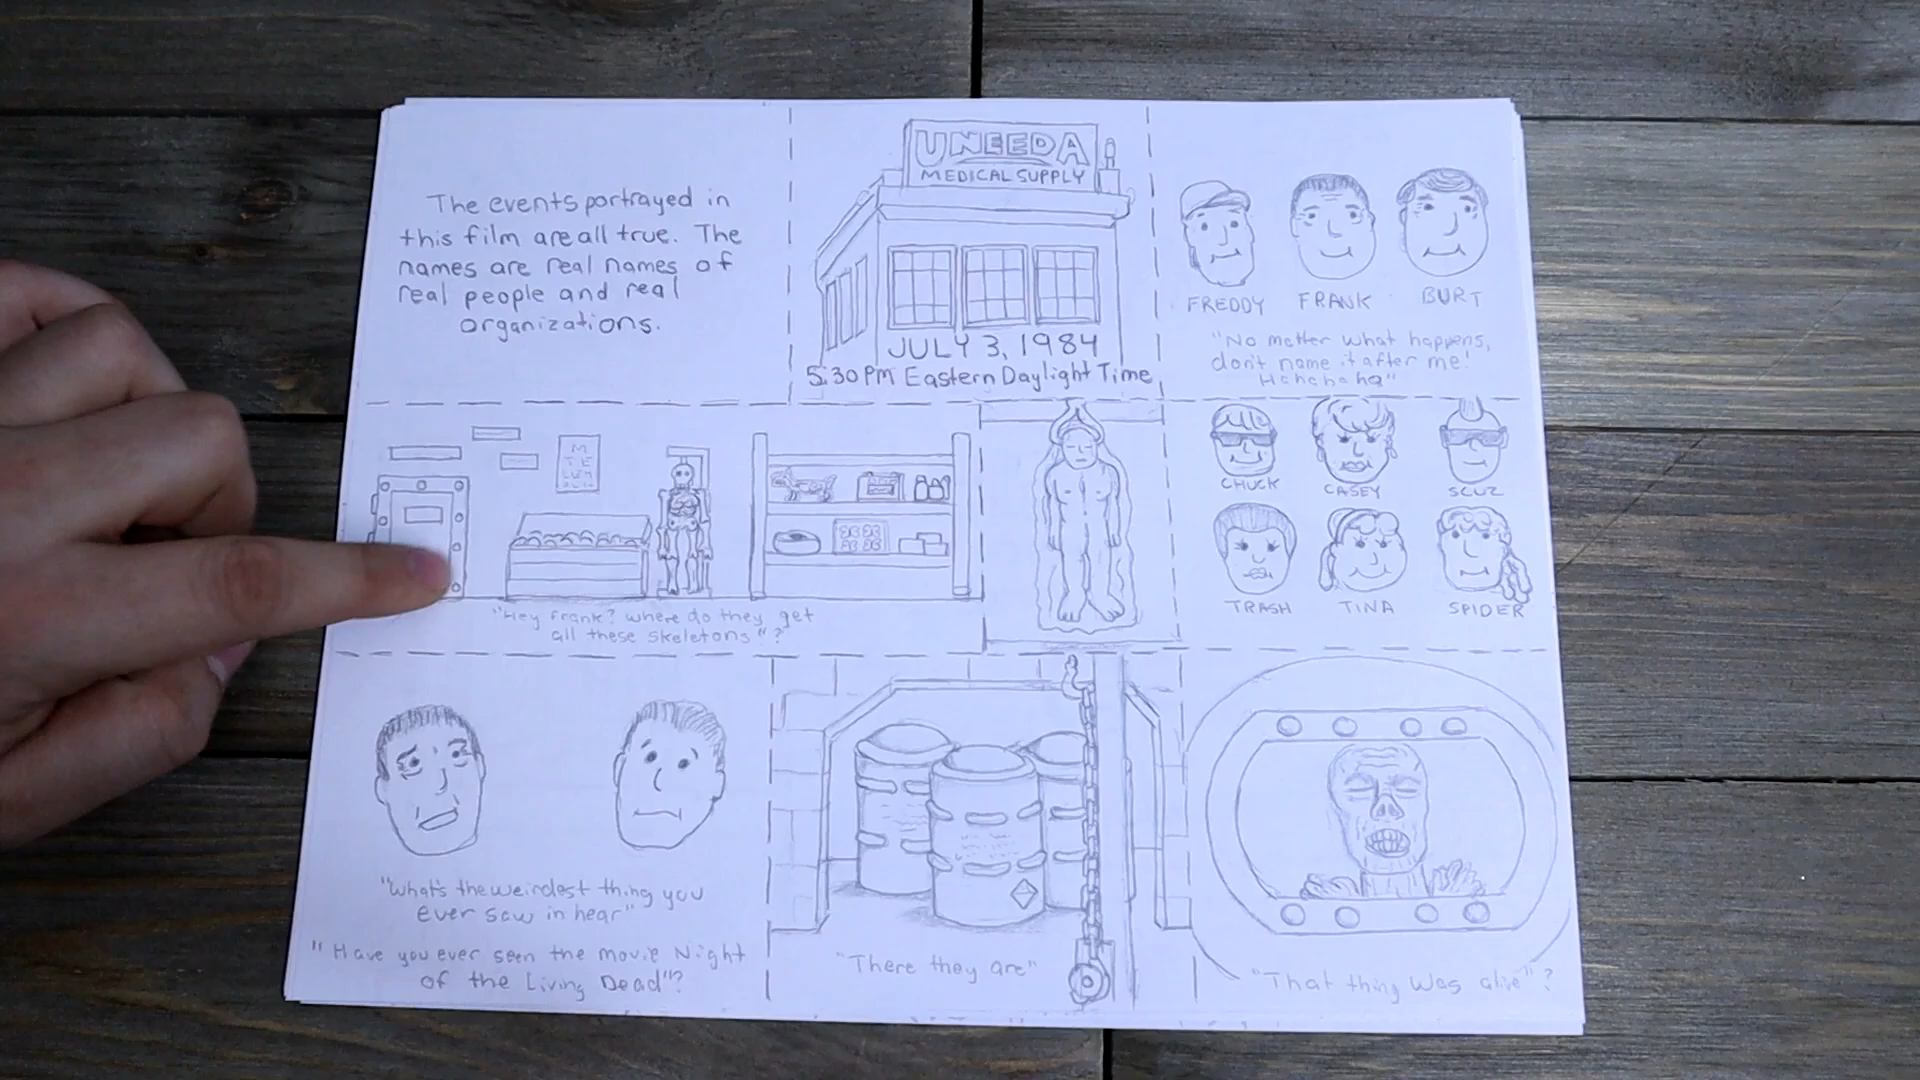 The events portrayed in
this film are all true. The
names are real names of
real people and real
organizations.
UNEEDA
MEDICAL SUPPLY
JULY 3, 1984
5:30 PM Eastern Daylight Time
FREDDY FRANK BURT
"No matter what happens,
don't name it after me!
Hahahaha"
"Hey Frank? where do they get
all these skeletons"?
CHUCK CASEY SCUZ
TRASH TINA SPIDER
"What's the weirdest thing you
ever saw in hear"
"Have you ever seen the movie Night
of the Living Dead"?
"There they are"
"That thing was alive"?